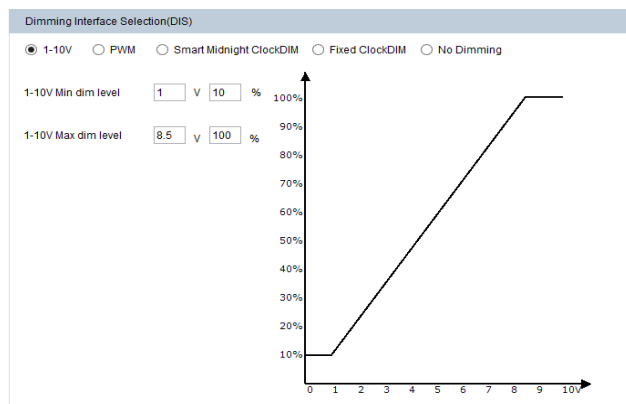 Dimming Interface Selection(DIS)
1-10V PWM Smart Midnight ClockDIM Fixed ClockDIM No Dimming
1-10V Min dim level 1 V 10 %
1-10V Max dim level 8.5 V 100 %
100%
90%
80%
70%
60%
50%
40%
30%
20%
10%
0 1 2 3 4 5 6 7 8 9 10V